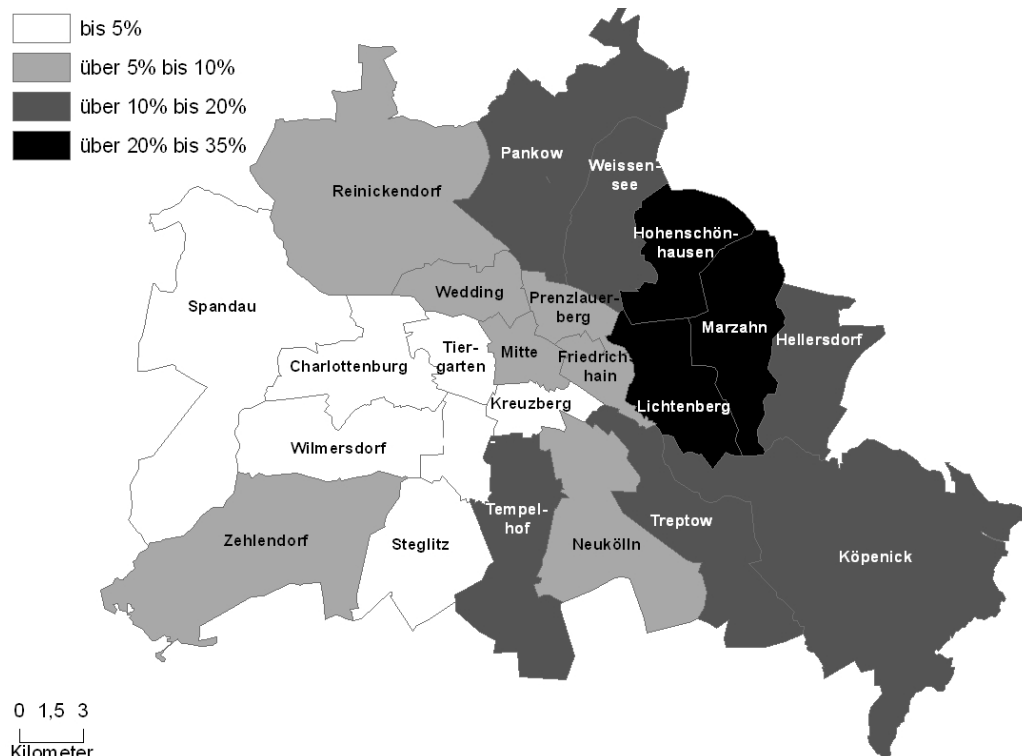 bis 5%
über 5% bis 10%
über 10% bis 20%
über 20% bis 35%
Pankow
Weissen-
see
Reinickendorf
Hohenschön-
hausen
Wedding
Prenzlauer-
berg
Spandau
Marzahn
Hellersdorf
Tier-
garten
Mitte
Friedrichs-
hain
Charlottenburg
Kreuzberg
Lichtenberg
Wilmersdorf
Tempel-
hof
Treptow
Zehlendorf
Steglitz
Neukölln
Köpenick
0 1,5 3
Kilometer